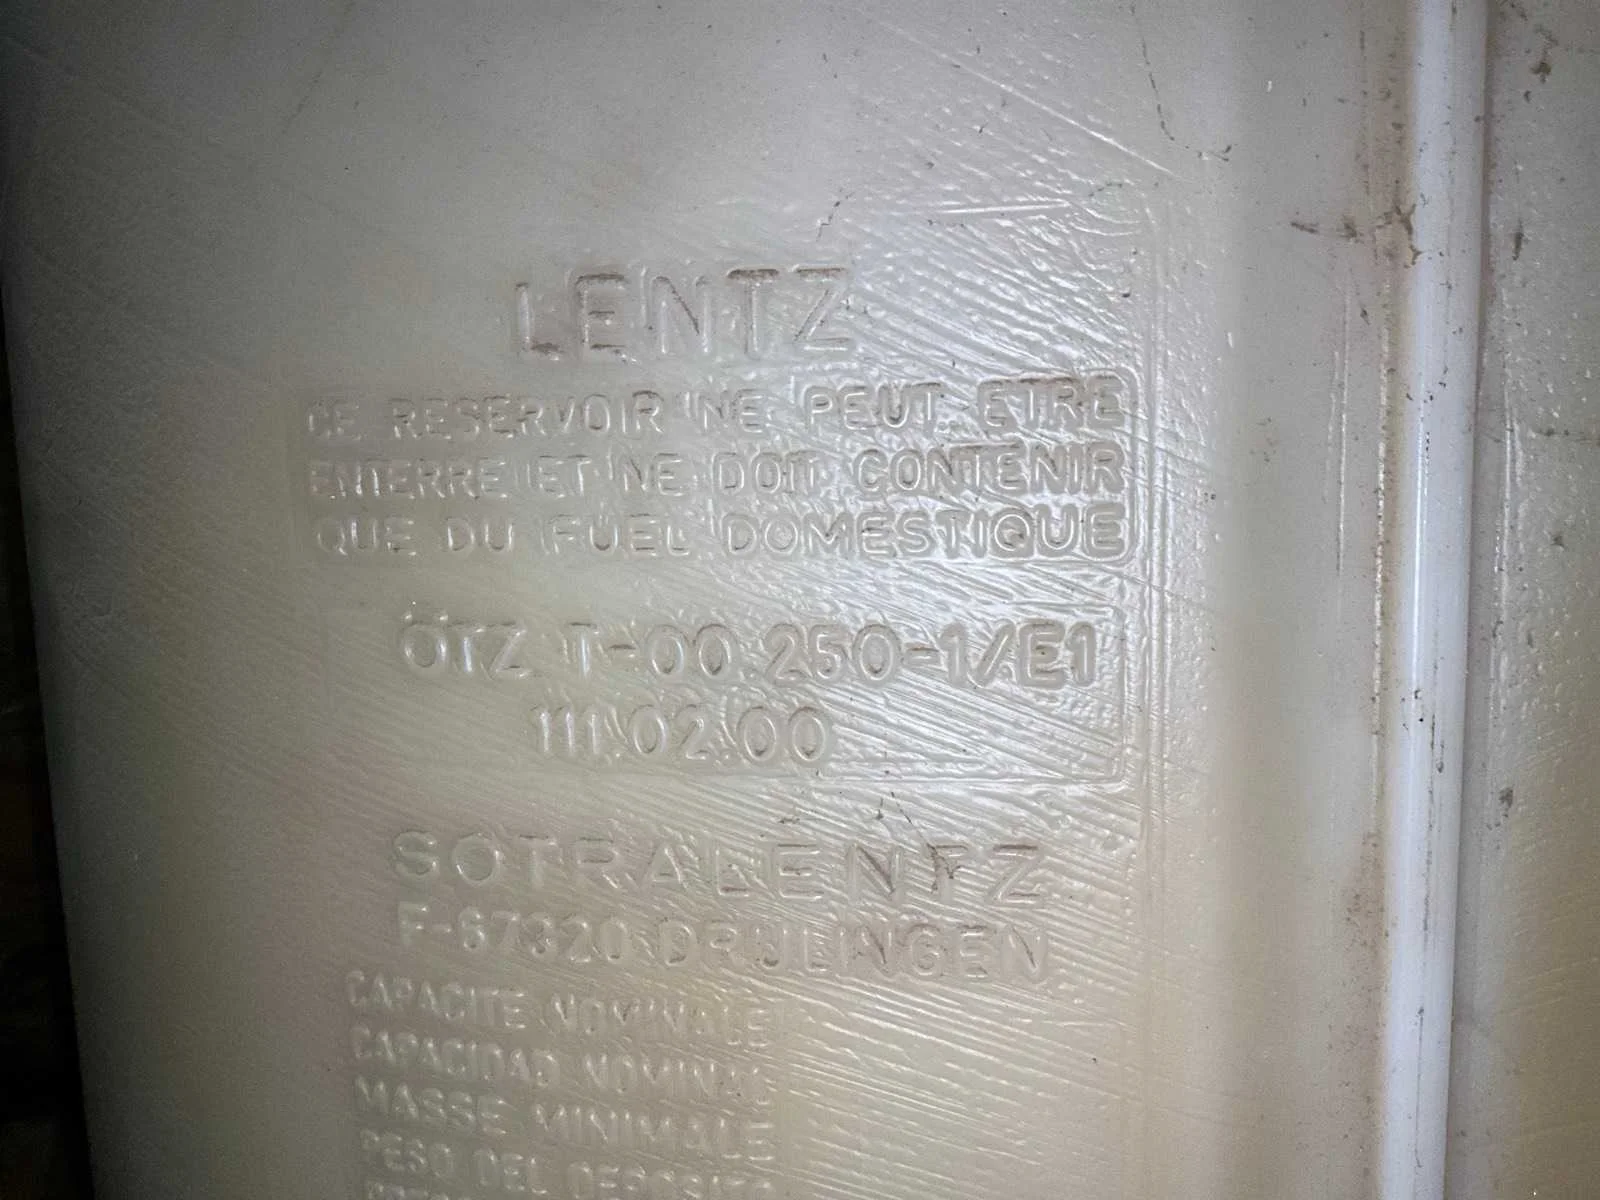 LENTZ
CE RESERVOIR NE PEUT ETRE
ENTERRE ET NE DOIT CONTENIR
QUE DU FUEL DOMESTIQUE
ÖTZ T-00 250-1/E1
111.02.00
SOTRALENTZ
F-67320 DRULINGEN
CAPACITE NOMINALE
CAPACIDAD NOMINAL
MASSE MINIMALE
PESO DEL DEPOSITO